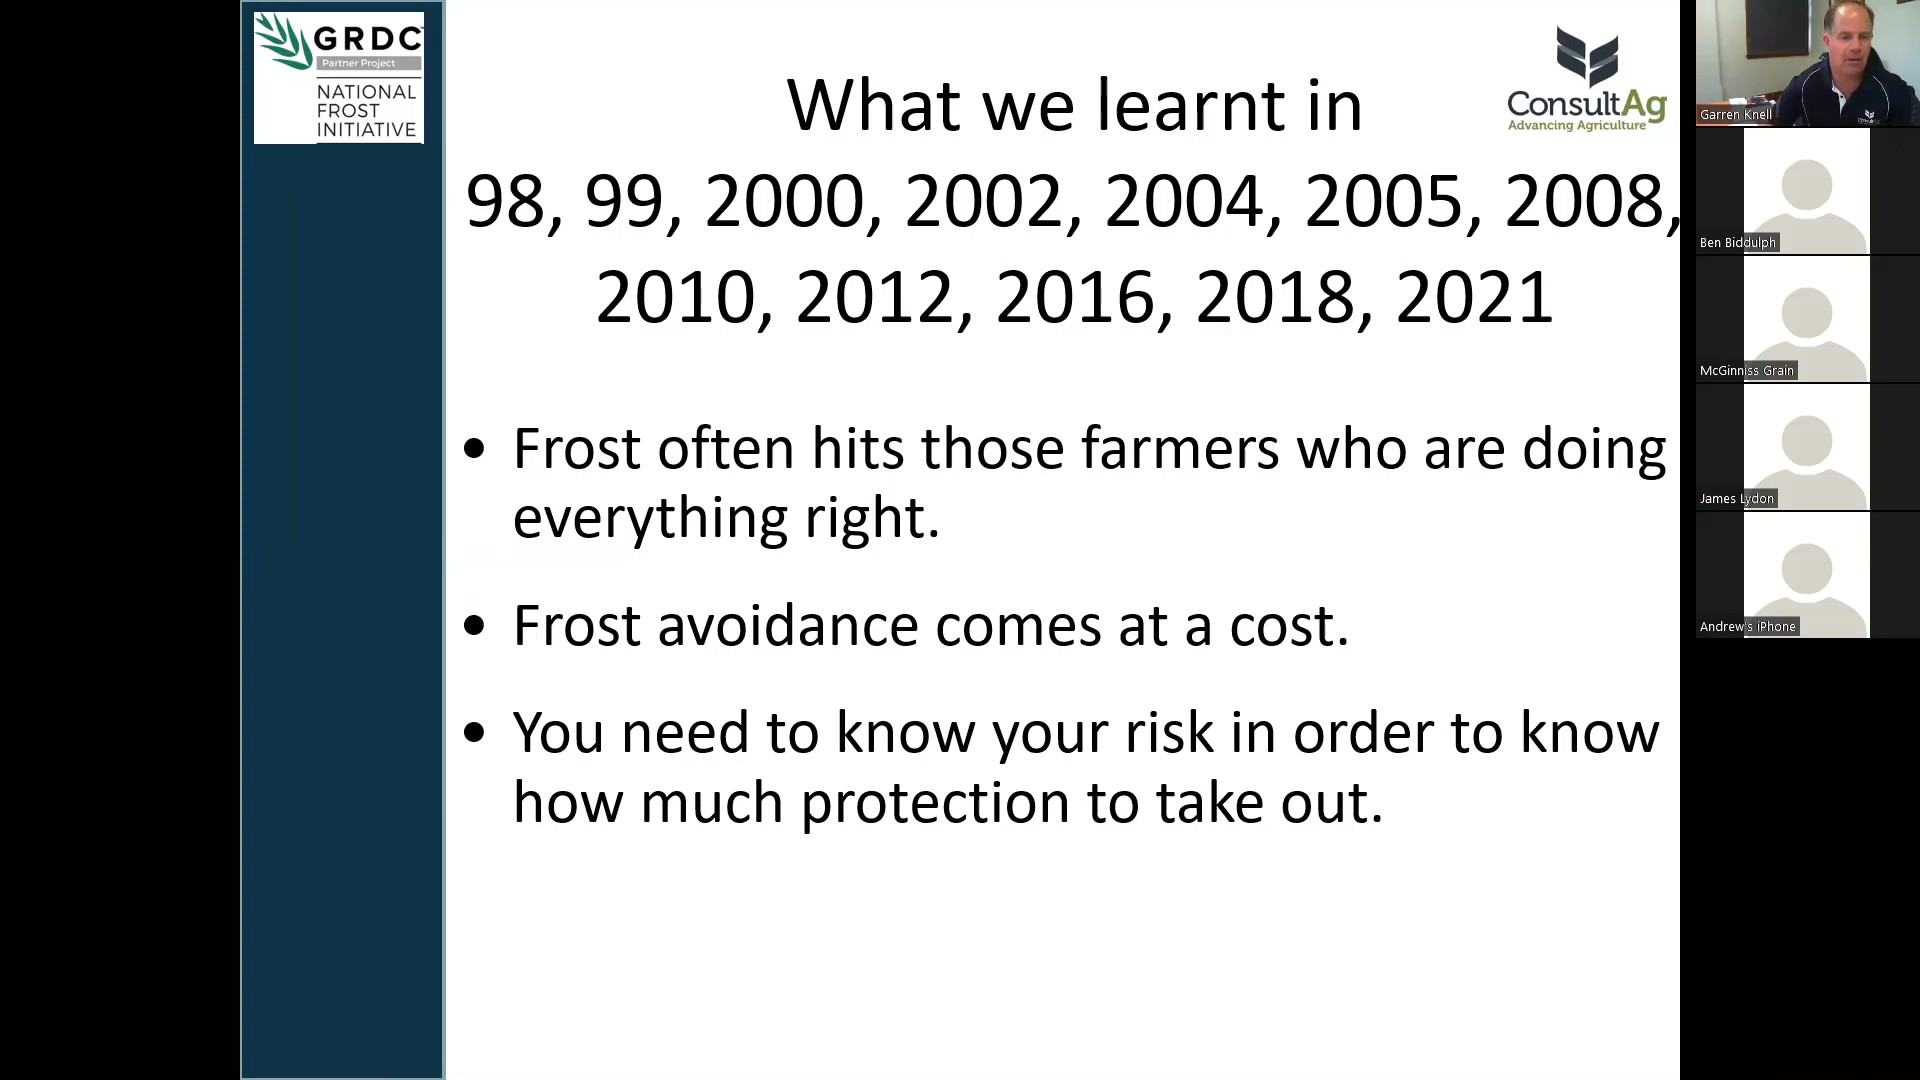 GRDC
Partner Project
NATIONAL
FROST
INITIATIVE
ConsultAg
Advancing Agriculture
What we learnt in
98, 99, 2000, 2002, 2004, 2005, 2008,
2010, 2012, 2016, 2018, 2021
• Frost often hits those farmers who are doing
everything right.
• Frost avoidance comes at a cost.
• You need to know your risk in order to know
how much protection to take out.
ConsultAg
Garren Knell
Ben Biddulph
McGinniss Grain
James Lydon
Andrew's iPhone